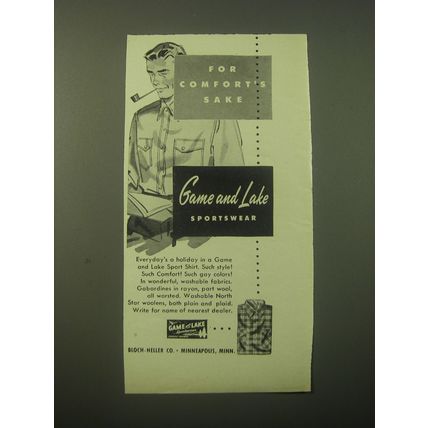 FOR
COMFORT'S
SAKE
Game and Lake
SPORTSWEAR
Everyday's a holiday in a Game
and Lake Sport Shirt. Such style!
Such Comfort! Such gay colors!
In wonderful, washable fabrics.
Gabardines in rayon, part wool,
all worsted. Washable North
Star woolens, both plain and plaid.
Write for name of nearest dealer.
GAME and LAKE
BLOCH-HELLER CO. • MINNEAPOLIS, MINN.